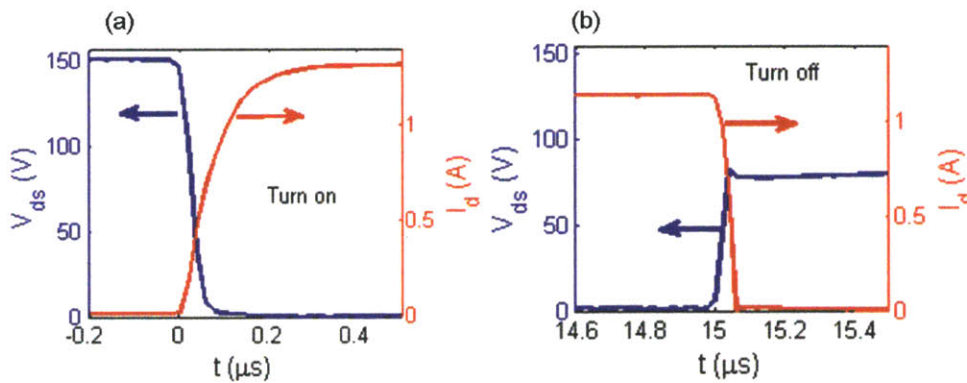 (a)
150
100
50
0
V_ds (V)
1
0.5
0
I_d (A)
Turn on
-0.2
0
0.2
0.4
t (μs)
(b)
150
100
50
0
V_ds (V)
1
0.5
0
I_d (A)
Turn off
14.6
14.8
15
15.2
15.4
t (μs)